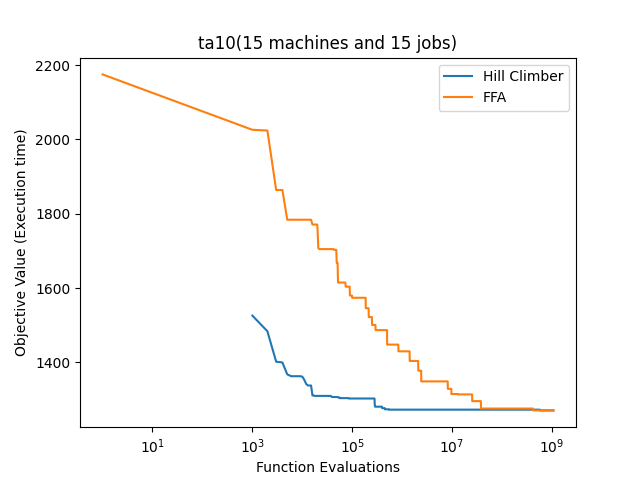 ta10(15 machines and 15 jobs)
Hill Climber
FFA
Objective Value (Execution time)
2200
2000
1800
1600
1400
10^1
10^3
10^5
10^7
10^9
Function Evaluations